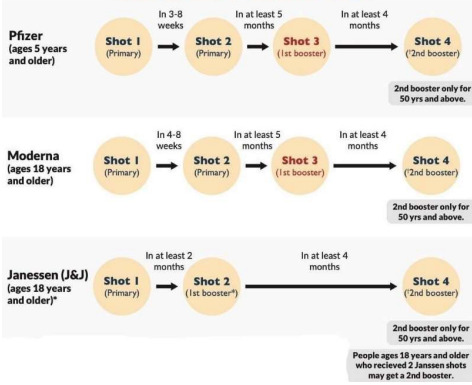 In 3-8 weeks
In at least 5 months
In at least 4 months
Pfizer
(ages 5 years and older)
Shot 1
(Primary)
Shot 2
(Primary)
Shot 3
(1st booster)
Shot 4
(†2nd booster)
2nd booster only for
50 yrs and above.
In 4-8 weeks
In at least 5 months
In at least 4 months
Moderna
(ages 18 years and older)
Shot 1
(Primary)
Shot 2
(Primary)
Shot 3
(1st booster)
Shot 4
(†2nd booster)
2nd booster only for
50 yrs and above.
In at least 2 months
In at least 4 months
Janessen (J&J)
(ages 18 years and older)*
Shot 1
(Primary)
Shot 2
(1st booster*)
Shot 4
(†2nd booster)
2nd booster only for
50 yrs and above.
People ages 18 years and older
who recieved 2 Janssen shots
may get a 2nd booster.